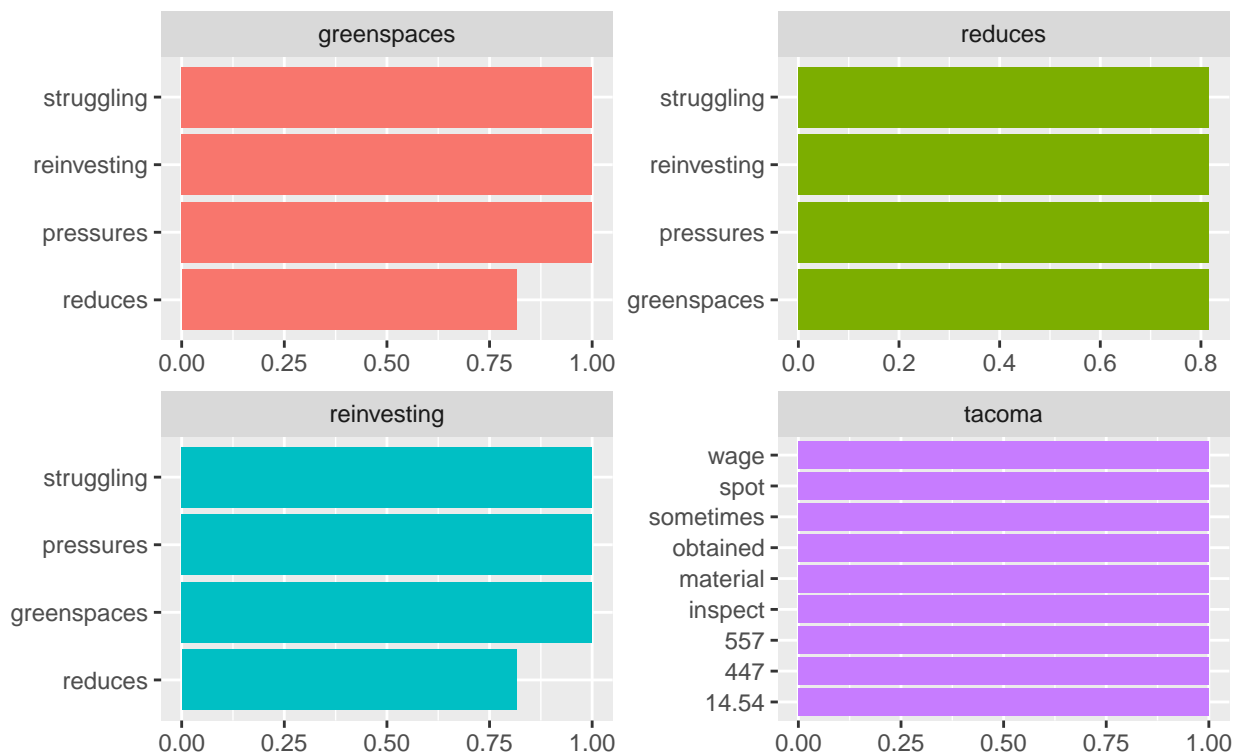 greenspaces
struggling
reinvesting
pressures
reduces
0.00 0.25 0.50 0.75 1.00
reduces
struggling
reinvesting
pressures
greenspaces
0.0 0.2 0.4 0.6 0.8
reinvesting
struggling
pressures
greenspaces
reduces
0.00 0.25 0.50 0.75 1.00
tacoma
wage
spot
sometimes
obtained
material
inspect
557
447
14.54
0.00 0.25 0.50 0.75 1.00